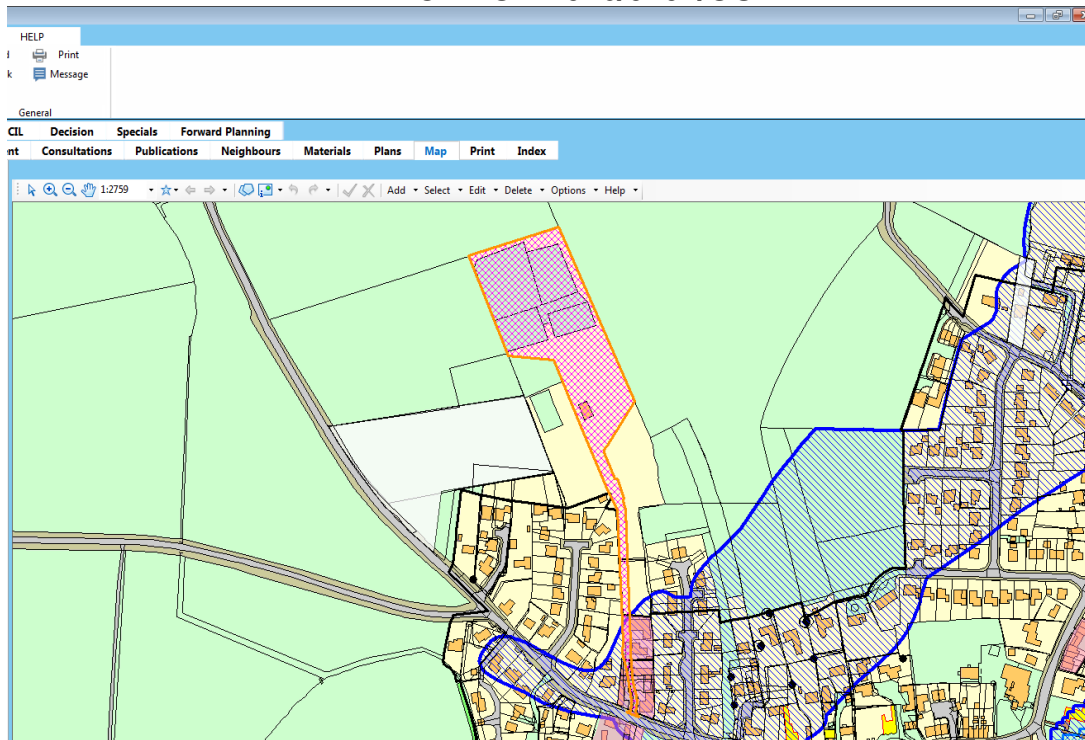 HELP
Print
Message
General
CIL Decision Specials Forward Planning
Consultations Publications Neighbours Materials Plans Map Print Index
1:2759 Add Select Edit Delete Options Help